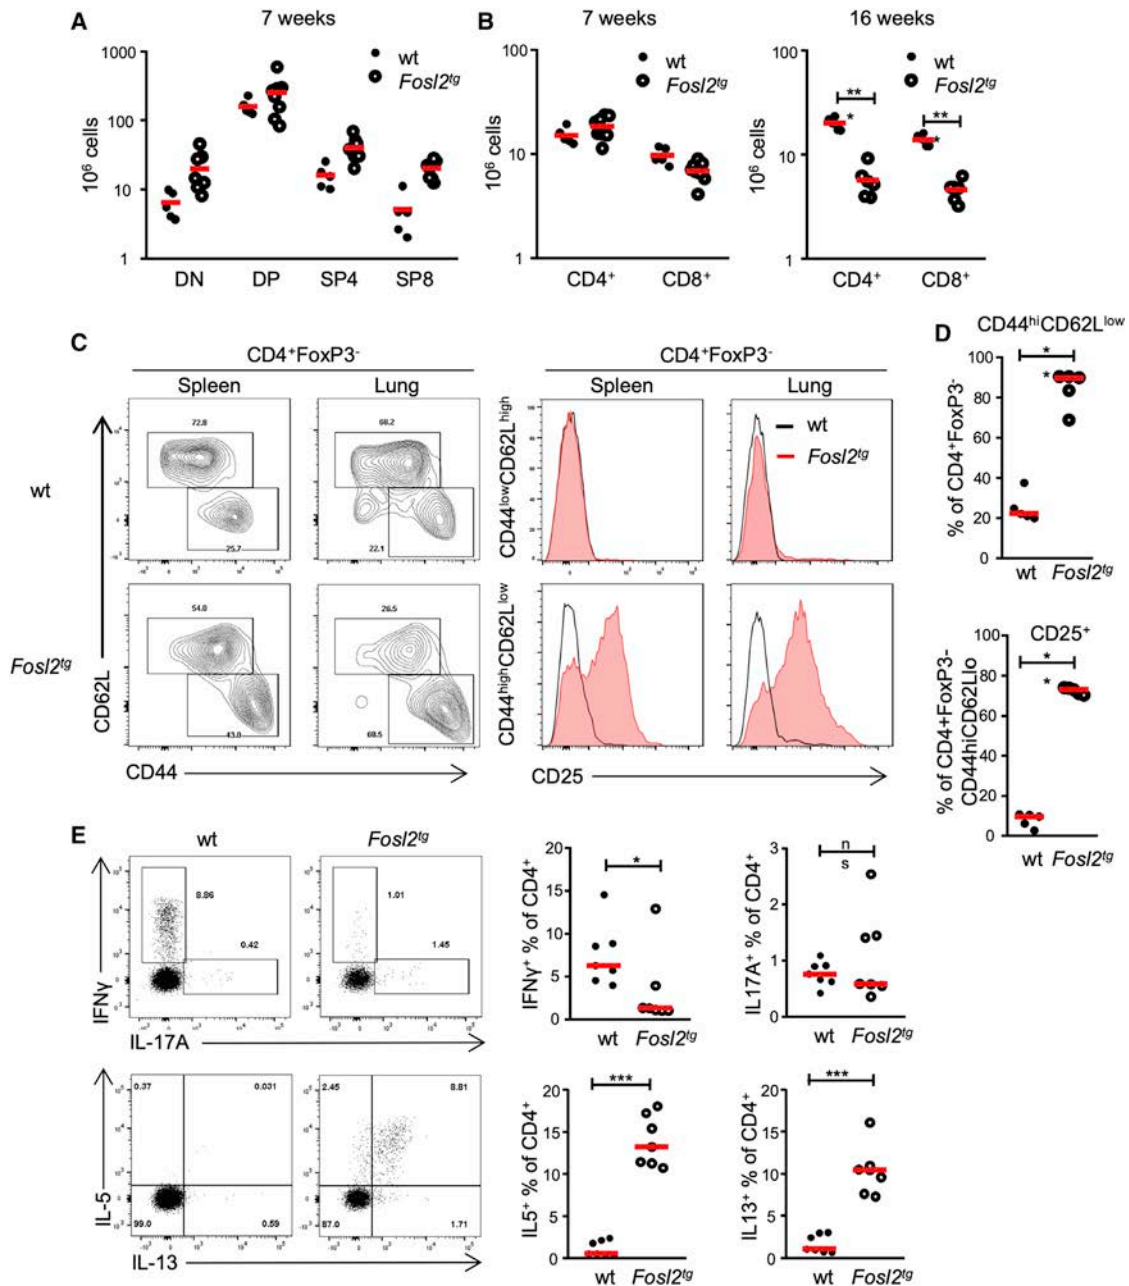 A
7 weeks
wt
Fosl2tg
10⁶ cells
1000
100
10
1
DN
DP
SP4
SP8
B
7 weeks
16 weeks
wt
Fosl2tg
10⁶ cells
100
10
1
CD4⁺
CD8⁺
wt
Fosl2tg
10⁶ cells
100
10
1
**
*
**
*
CD4⁺
CD8⁺
C
CD4⁺FoxP3-
Spleen
Lung
wt
72.8
25.7
68.2
22.1
Fosl2tg
54.0
43.0
26.5
68.5
CD62L
CD44
CD4⁺FoxP3-
Spleen
Lung
CD44lowCD62Lhigh
CD44highCD62Llow
wt
Fosl2tg
CD25
D
CD44hiCD62Llow
% of CD4⁺FoxP3-
100
80
60
40
20
0
*
*
wt
Fosl2tg
CD25⁺
% of CD4+FoxP3-
CD44hiCD62Llo
100
80
60
40
20
0
*
*
wt
Fosl2tg
E
wt
Fosl2tg
8.86
0.42
1.01
1.45
IFNγ
IL-17A
IFNγ⁺ % of CD4⁺
20
15
10
5
0
*
wt
Fosl2tg
IL17A⁺ % of CD4⁺
3
2
1
0
n
s
wt
Fosl2tg
0.37
0.031
99.0
0.59
2.45
8.81
87.0
1.71
IL-5
IL-13
IL5⁺ % of CD4⁺
20
15
10
5
0
***
wt
Fosl2tg
IL13⁺ % of CD4⁺
20
15
10
5
0
***
wt
Fosl2tg